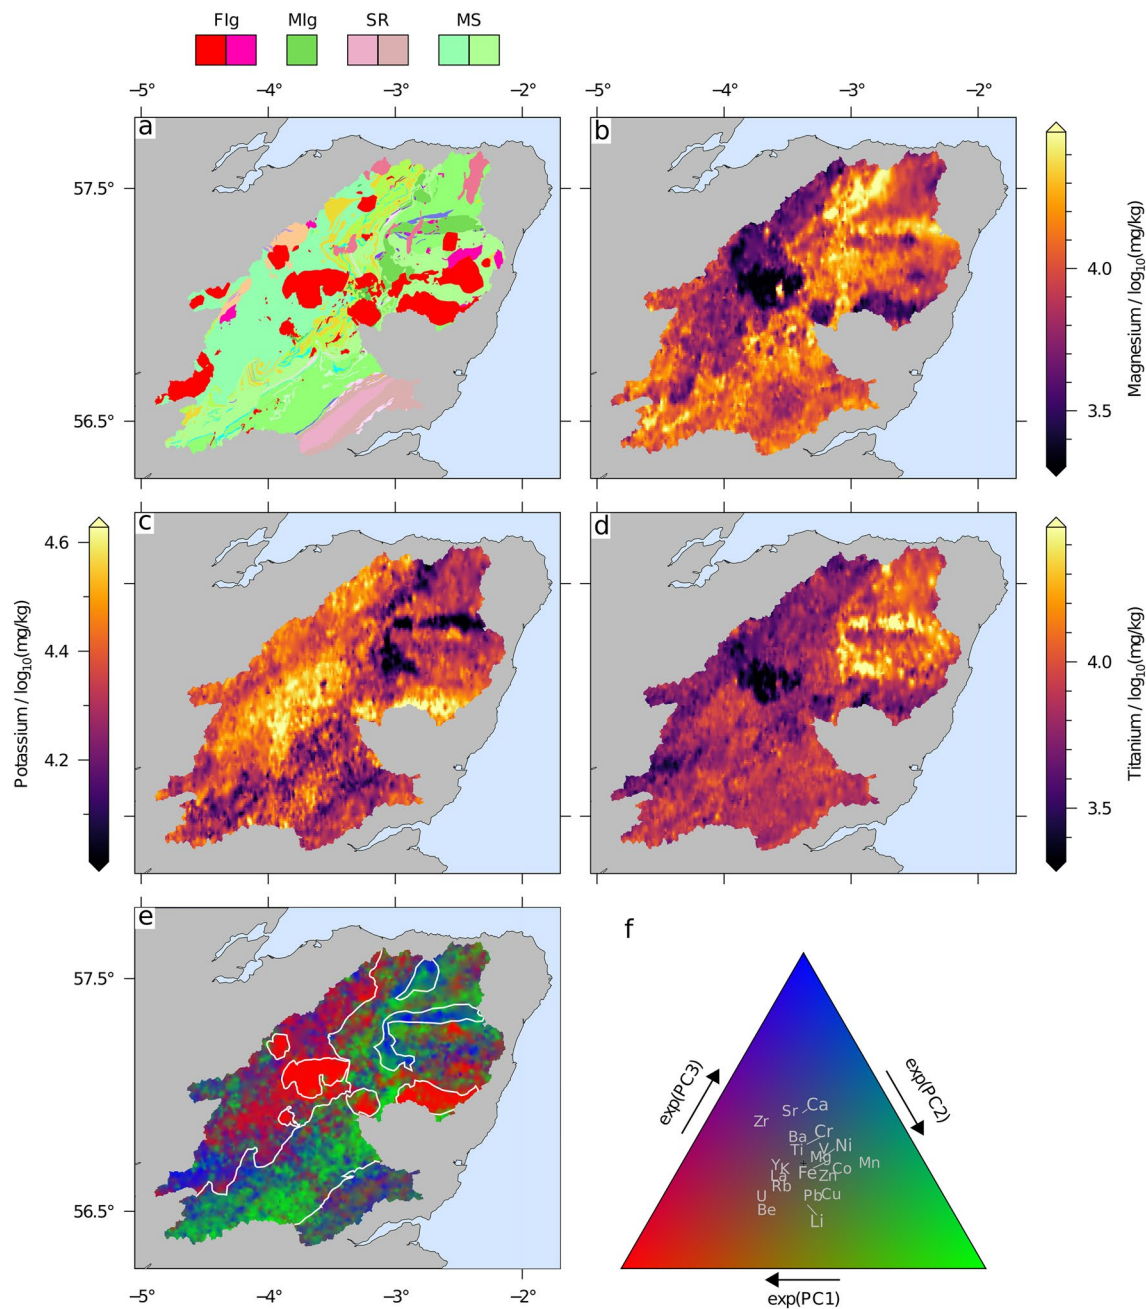 FIg MIg SR MS
−5° −4° −3° −2° −5° −4° −3° −2°
a
b
57.5°
56.5°
4.0
3.5
Magnesium / log10(mg/kg)
c
d
4.6
4.4
4.2
Potassium / log10(mg/kg)
4.0
3.5
Titanium / log10(mg/kg)
e
57.5°
56.5°
−5° −4° −3° −2°
f
exp(PC3)
exp(PC2)
exp(PC1)
Sr Ca
Zr
Ba Cr
Ti V Ni
Mg
Y K Fe Co Mn
La Zn
Rb
U Pb Cu
Be
Li